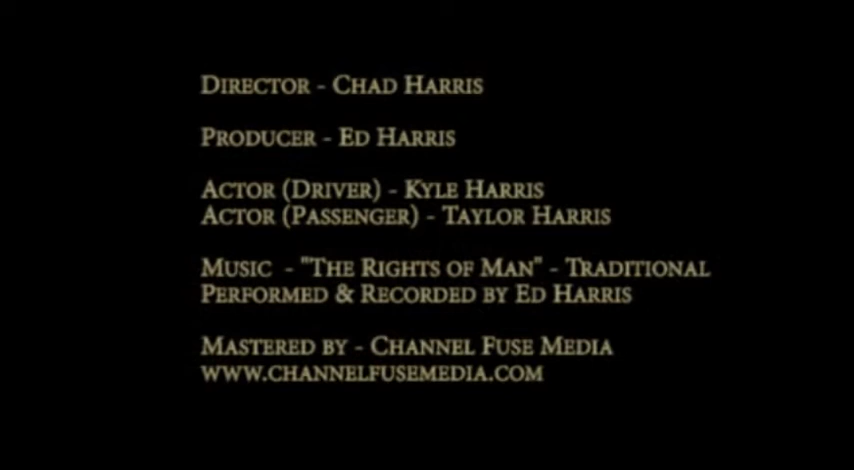 Director - Chad Harris
Producer - Ed Harris
Actor (Driver) - Kyle Harris
Actor (Passenger) - Taylor Harris
Music - "The Rights of Man" - Traditional
Performed & Recorded by Ed Harris
Mastered by - Channel Fuse Media
www.channelfusemedia.com